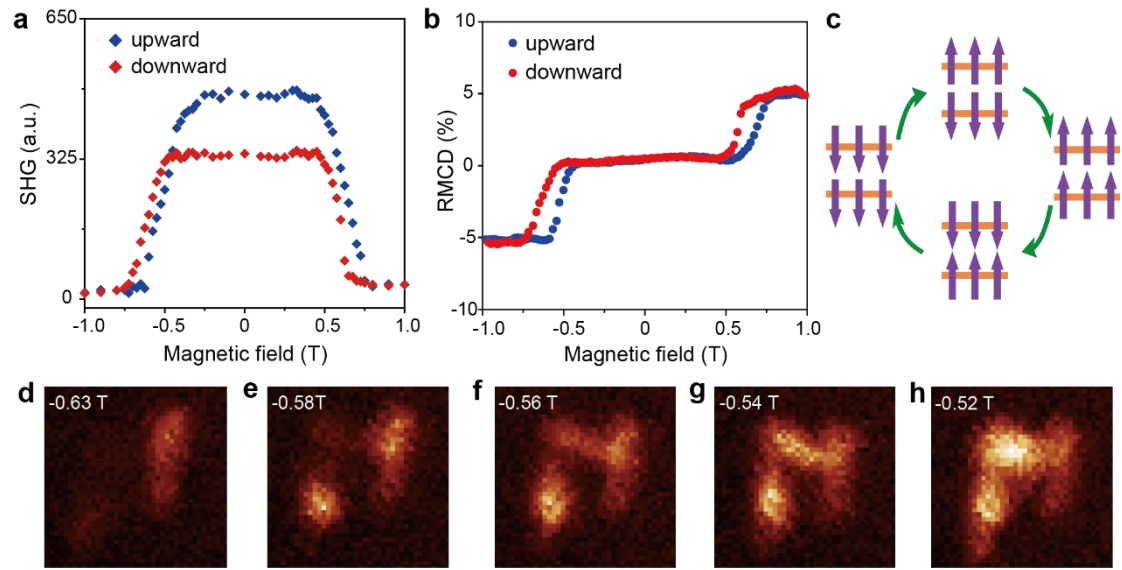 a
650
325
0
SHG (a.u.)
upward
downward
-1.0
-0.5
0
0.5
1.0
Magnetic field (T)
b
10
5
0
-5
-10
RMCD (%)
upward
downward
-1.0
-0.5
0
0.5
1.0
Magnetic field (T)
c
d
-0.63 T
e
-0.58T
f
-0.56 T
g
-0.54 T
h
-0.52 T